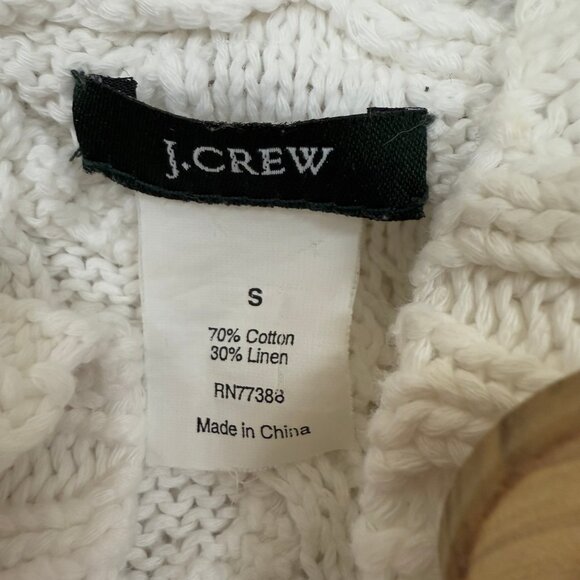 J.CREW
S
70% Cotton
30% Linen
RN77388
Made in China